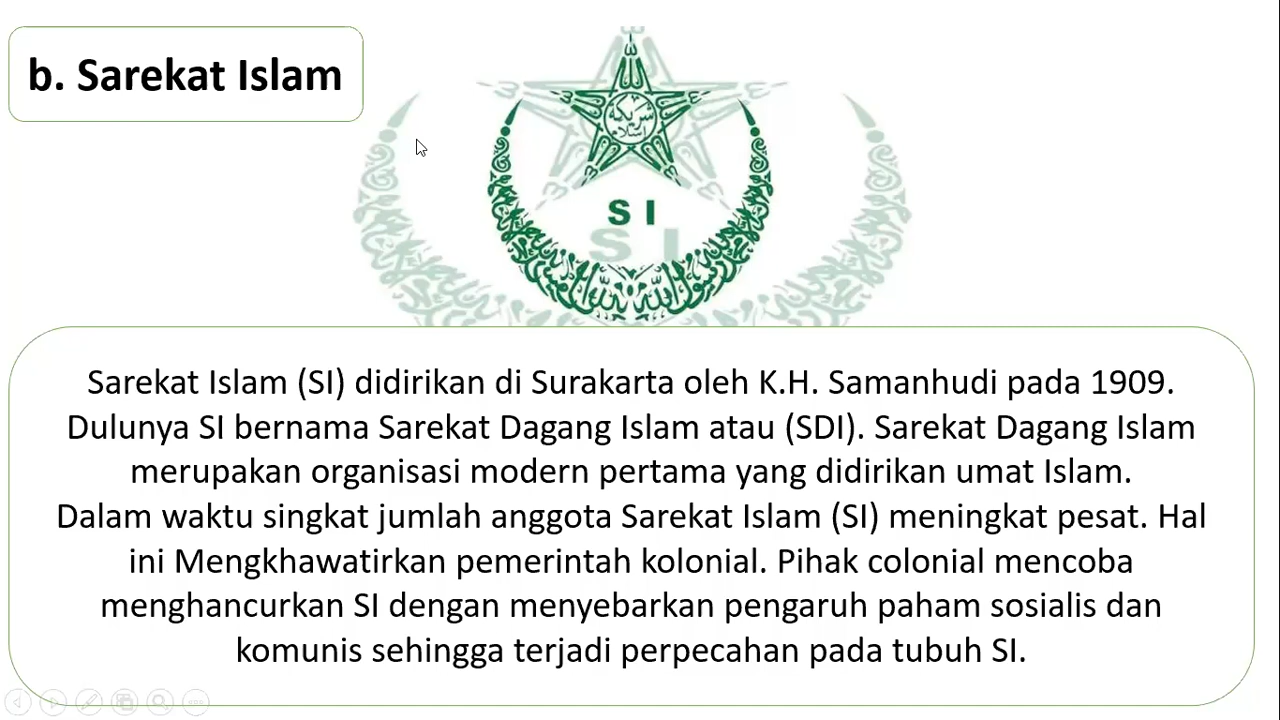 b. Sarekat Islam
شريكة
اسلام
S I
Sarekat Islam (SI) didirikan di Surakarta oleh K.H. Samanhudi pada 1909.
Dulunya SI bernama Sarekat Dagang Islam atau (SDI). Sarekat Dagang Islam
merupakan organisasi modern pertama yang didirikan umat Islam.
Dalam waktu singkat jumlah anggota Sarekat Islam (SI) meningkat pesat. Hal
ini Mengkhawatirkan pemerintah kolonial. Pihak colonial mencoba
menghancurkan SI dengan menyebarkan pengaruh paham sosialis dan
komunis sehingga terjadi perpecahan pada tubuh SI.